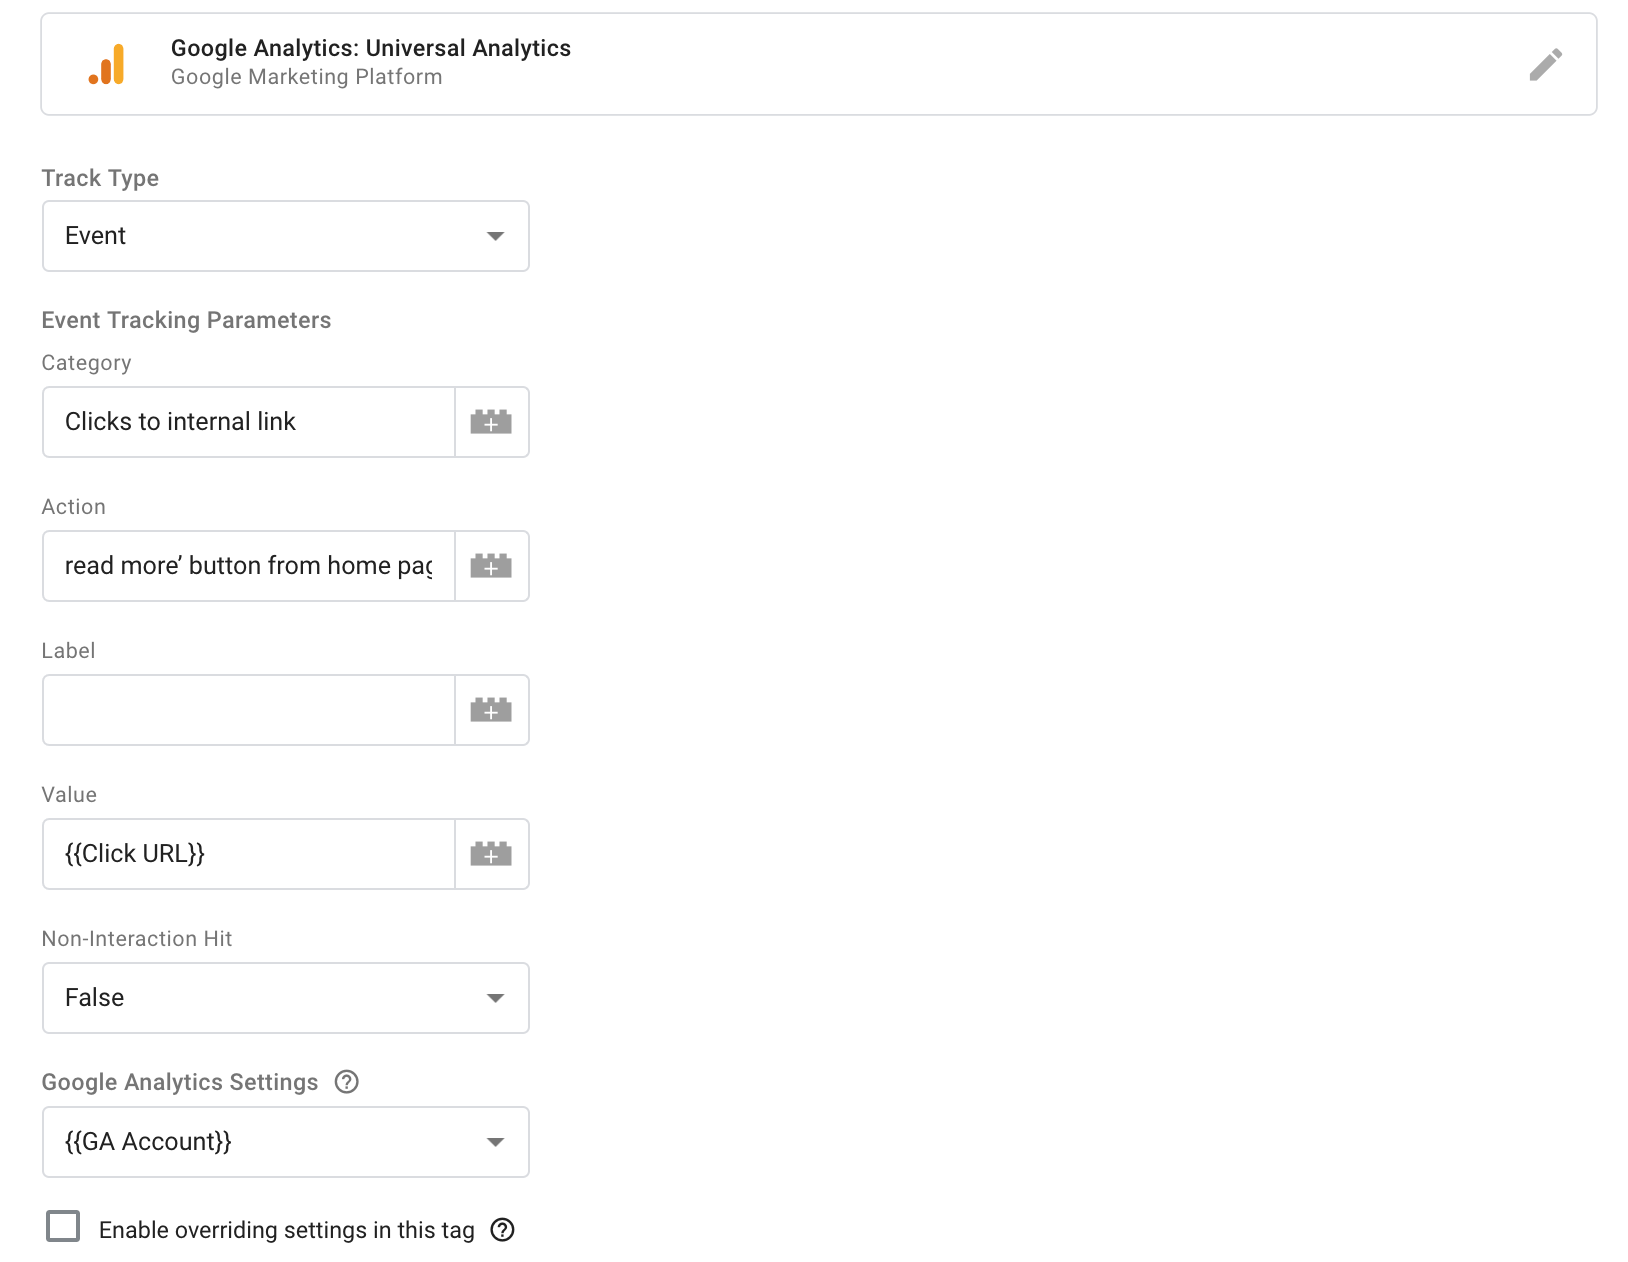 Google Analytics: Universal Analytics
Google Marketing Platform
Track Type
Event
Event Tracking Parameters
Category
Clicks to internal link
Action
read more’ button from home pag
Label
Value
{{Click URL}}
Non-Interaction Hit
False
Google Analytics Settings
{{GA Account}}
Enable overriding settings in this tag